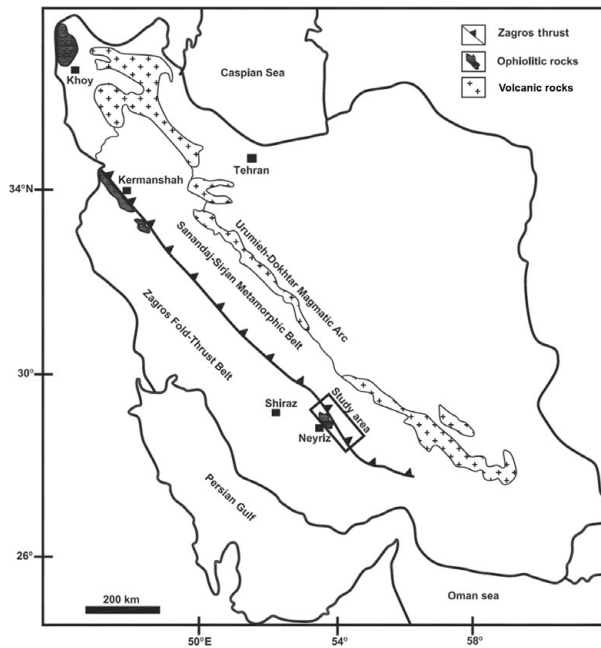 Zagros thrust
Ophiolitic rocks
Volcanic rocks
Caspian Sea
Khoy
Tehran
Kermanshah
34°N
Urumieh-Dokhtar Magmatic Arc
Sanandaj-Sirjan Metamorphic Belt
Zagros Fold-Thrust Belt
30°
Study area
Shiraz
Neyriz
Persian Gulf
26°
Oman sea
200 km
50°E
54°
58°